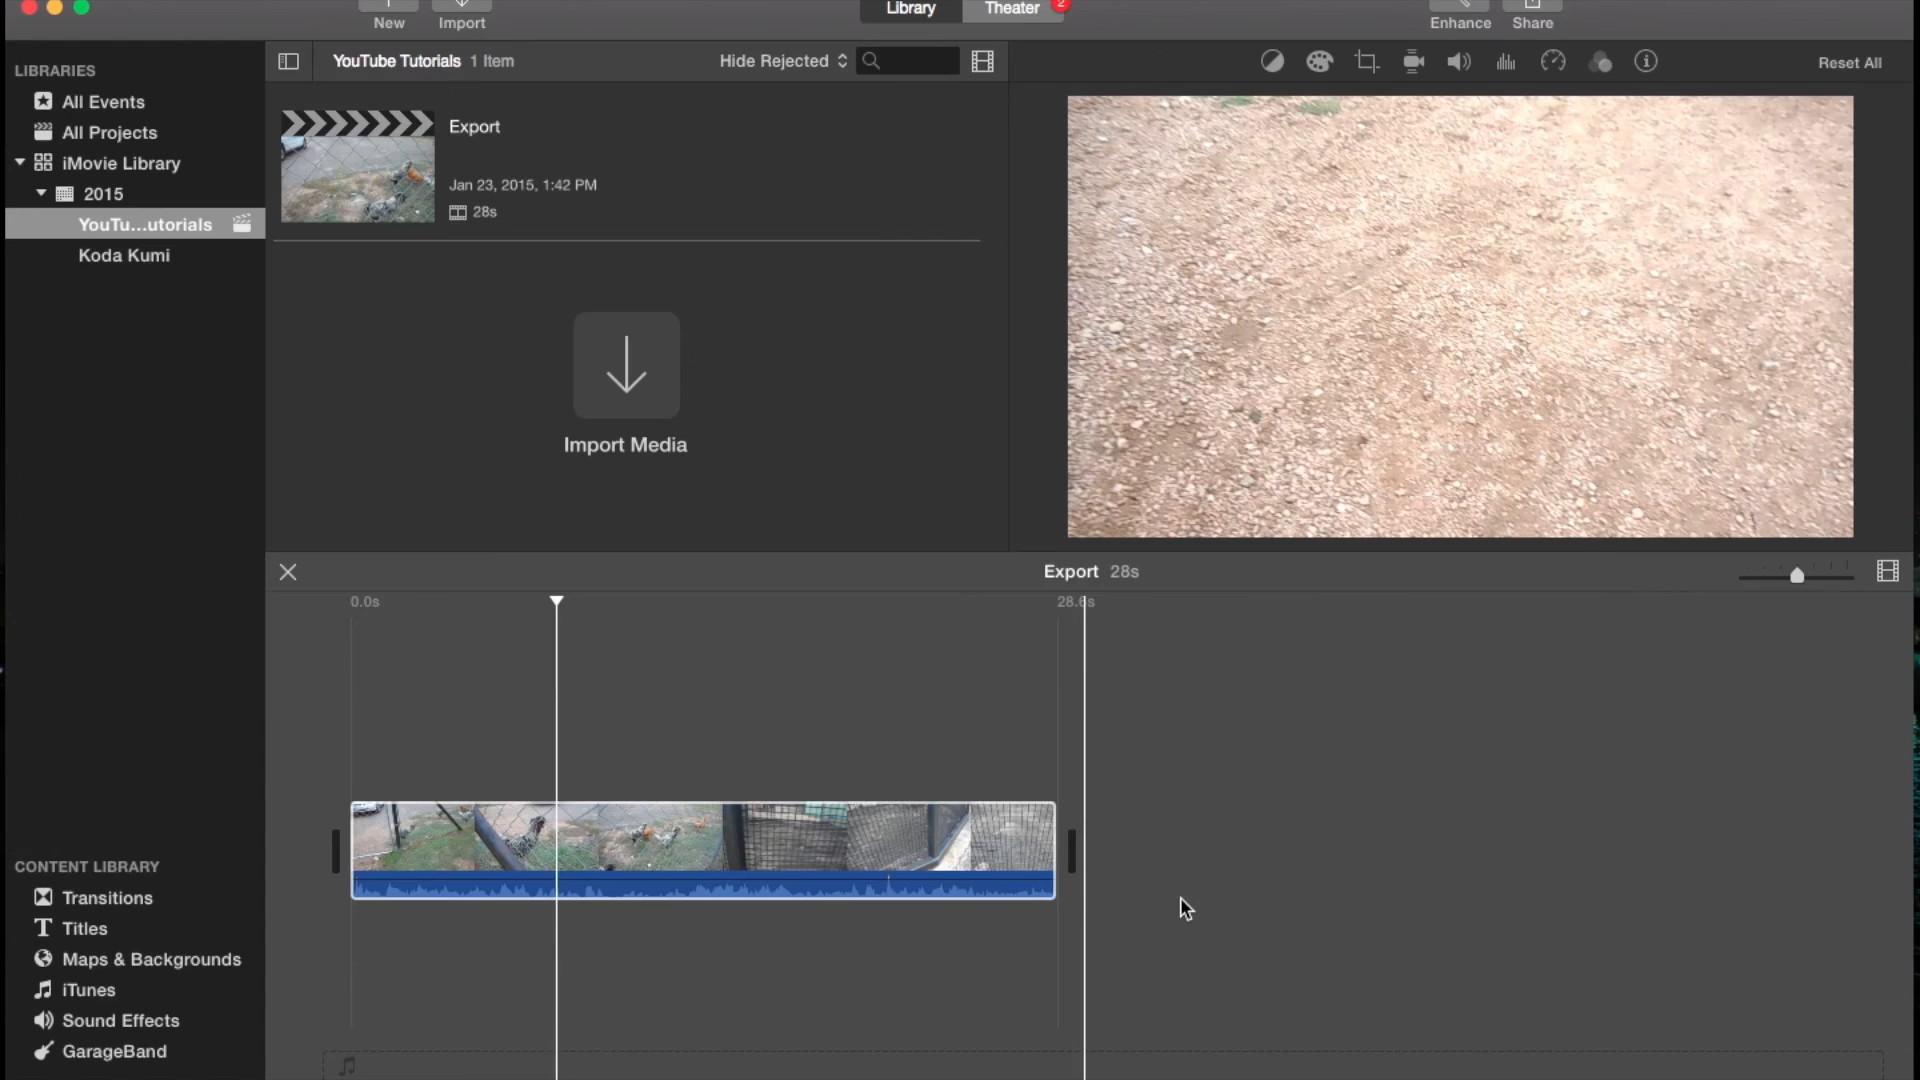 New
Import
Library
Theater
2
Enhance
Share
LIBRARIES
All Events
All Projects
iMovie Library
2015
YouTu...utorials
Koda Kumi
YouTube Tutorials 1 Item
Hide Rejected
Reset All
Export
Jan 23, 2015, 1:42 PM
28s
Import Media
Export 28s
0.0s
28.6s
CONTENT LIBRARY
Transitions
Titles
Maps & Backgrounds
iTunes
Sound Effects
GarageBand